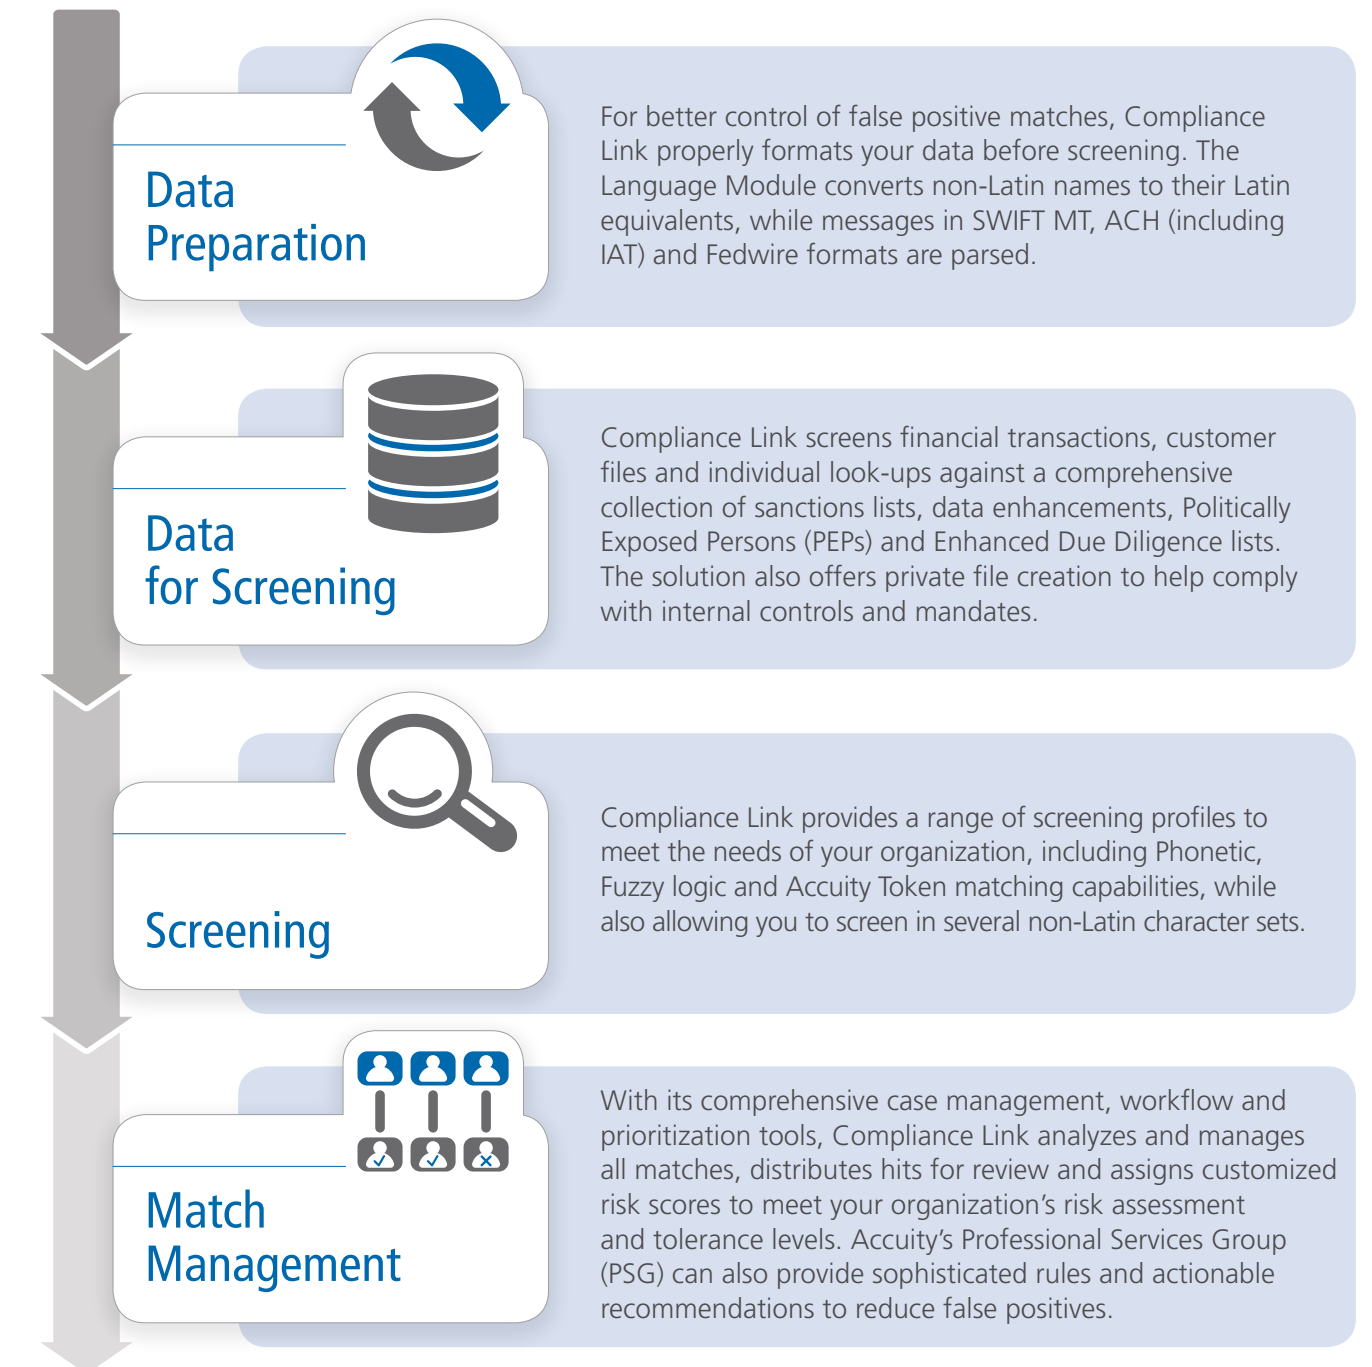 Data
Preparation
For better control of false positive matches, Compliance
Link properly formats your data before screening. The
Language Module converts non-Latin names to their Latin
equivalents, while messages in SWIFT MT, ACH (including
IAT) and Fedwire formats are parsed.
Data
for Screening
Compliance Link screens financial transactions, customer
files and individual look-ups against a comprehensive
collection of sanctions lists, data enhancements, Politically
Exposed Persons (PEPs) and Enhanced Due Diligence lists.
The solution also offers private file creation to help comply
with internal controls and mandates.
Screening
Compliance Link provides a range of screening profiles to
meet the needs of your organization, including Phonetic,
Fuzzy logic and Accuity Token matching capabilities, while
also allowing you to screen in several non-Latin character sets.
Match
Management
With its comprehensive case management, workflow and
prioritization tools, Compliance Link analyzes and manages
all matches, distributes hits for review and assigns customized
risk scores to meet your organization’s risk assessment
and tolerance levels. Accuity’s Professional Services Group
(PSG) can also provide sophisticated rules and actionable
recommendations to reduce false positives.